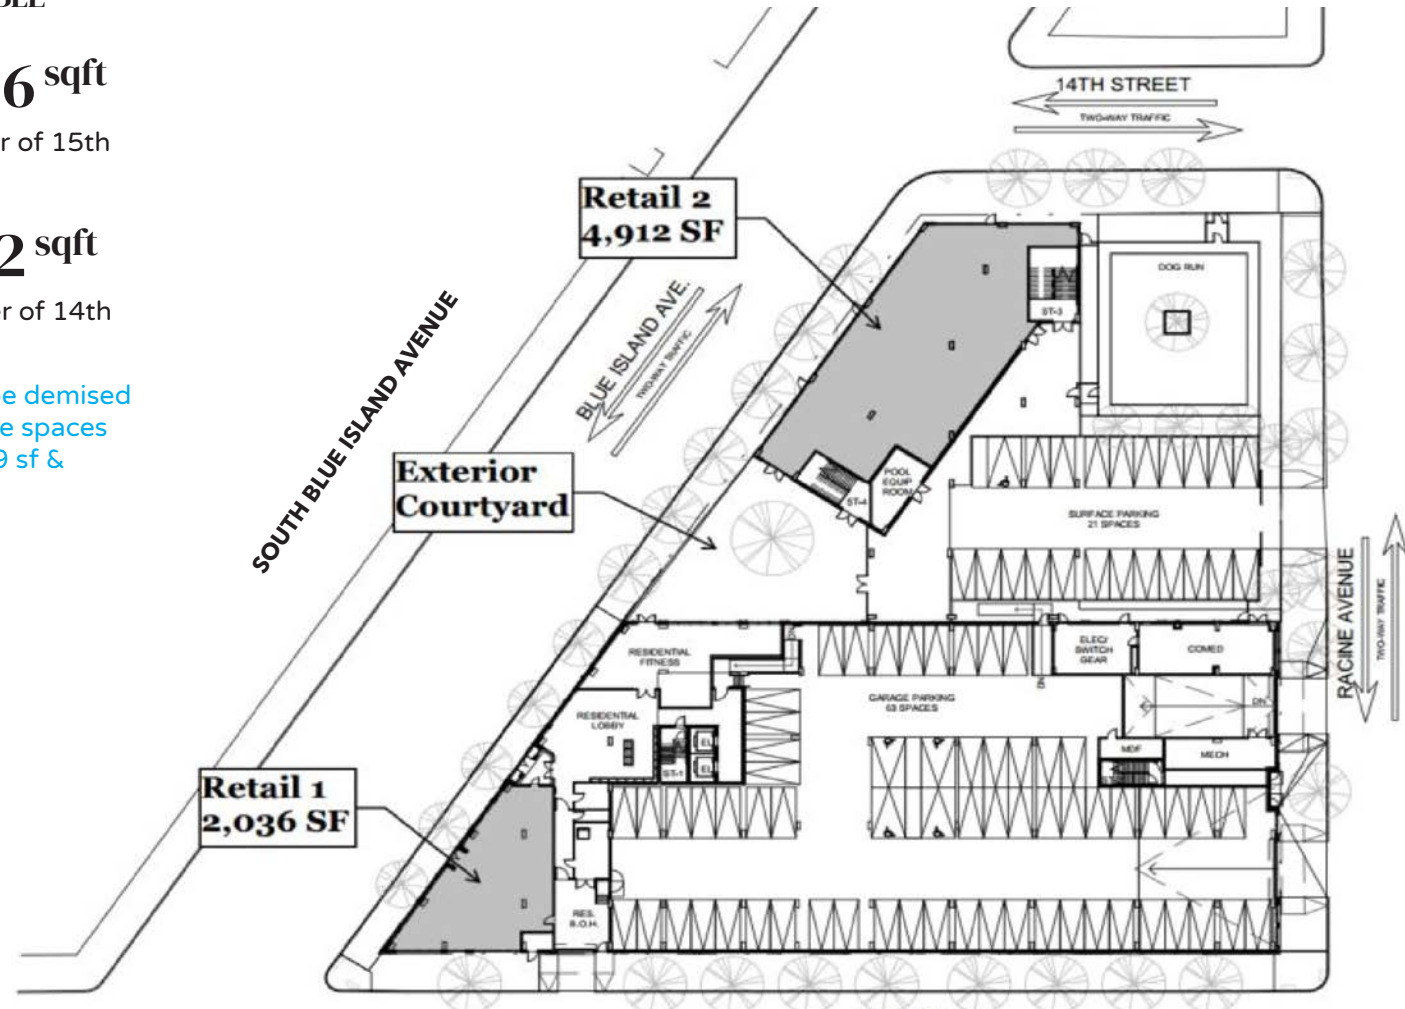 6 sqft
r of 15th
2 sqft
er of 14th
be demised
e spaces
9 sf &
14TH STREET
TWO-WAY TRAFFIC
Retail 2
4,912 SF
DOG RUN
ST-3
BLUE ISLAND AVE.
TWO-WAY TRAFFIC
SOUTH BLUE ISLAND AVENUE
Exterior
Courtyard
POOL
EQUIP
ROOM
ST-4
SURFACE PARKING
21 SPACES
RACINE AVENUE
TWO-WAY TRAFFIC
RESIDENTIAL
FITNESS
ELEC/
SWITCH
GEAR
COMED
DN
GARAGE PARKING
63 SPACES
DN
RESIDENTIAL
LOBBY
EL
EL
ST-1
MDF
MECH
Retail 1
2,036 SF
RES.
B.O.H.